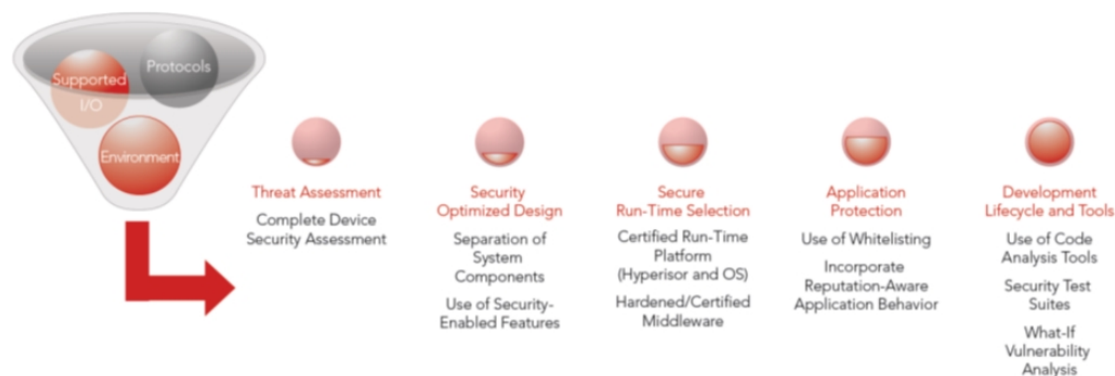 Supported
I/O
Protocols
Environment
Threat Assessment
Complete Device
Security Assessment
Security
Optimized Design
Separation of
System
Components
Use of Security-
Enabled Features
Secure
Run-Time Selection
Certified Run-Time
Platform
(Hyperisor and OS)
Hardened/Certified
Middleware
Application
Protection
Use of Whitelisting
Incorporate
Reputation-Aware
Application Behavior
Development
Lifecycle and Tools
Use of Code
Analysis Tools
Security Test
Suites
What-If
Vulnerability
Analysis